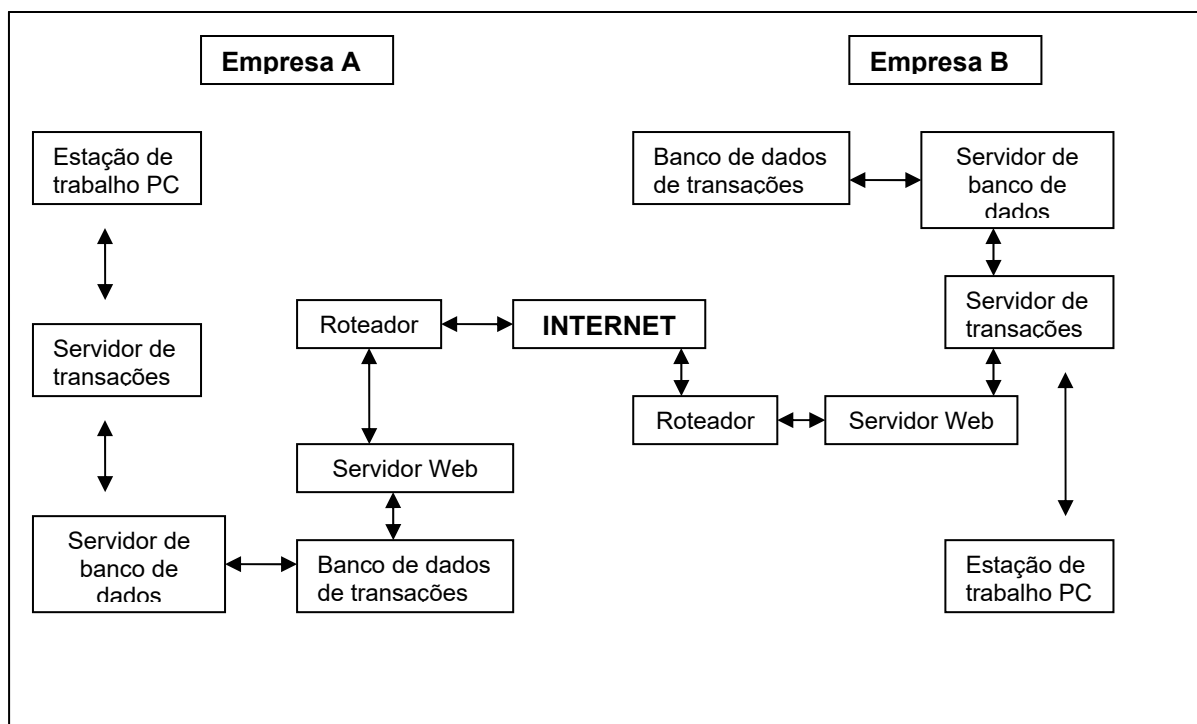 Empresa A
Empresa B
Estação de
trabalho PC
Banco de dados
de transações
Servidor de
banco de
dados
Servidor de
transações
Roteador
INTERNET
Servidor de
transações
Roteador
Servidor Web
Servidor Web
Servidor de
banco de
dados
Banco de dados
de transações
Estação de
trabalho PC